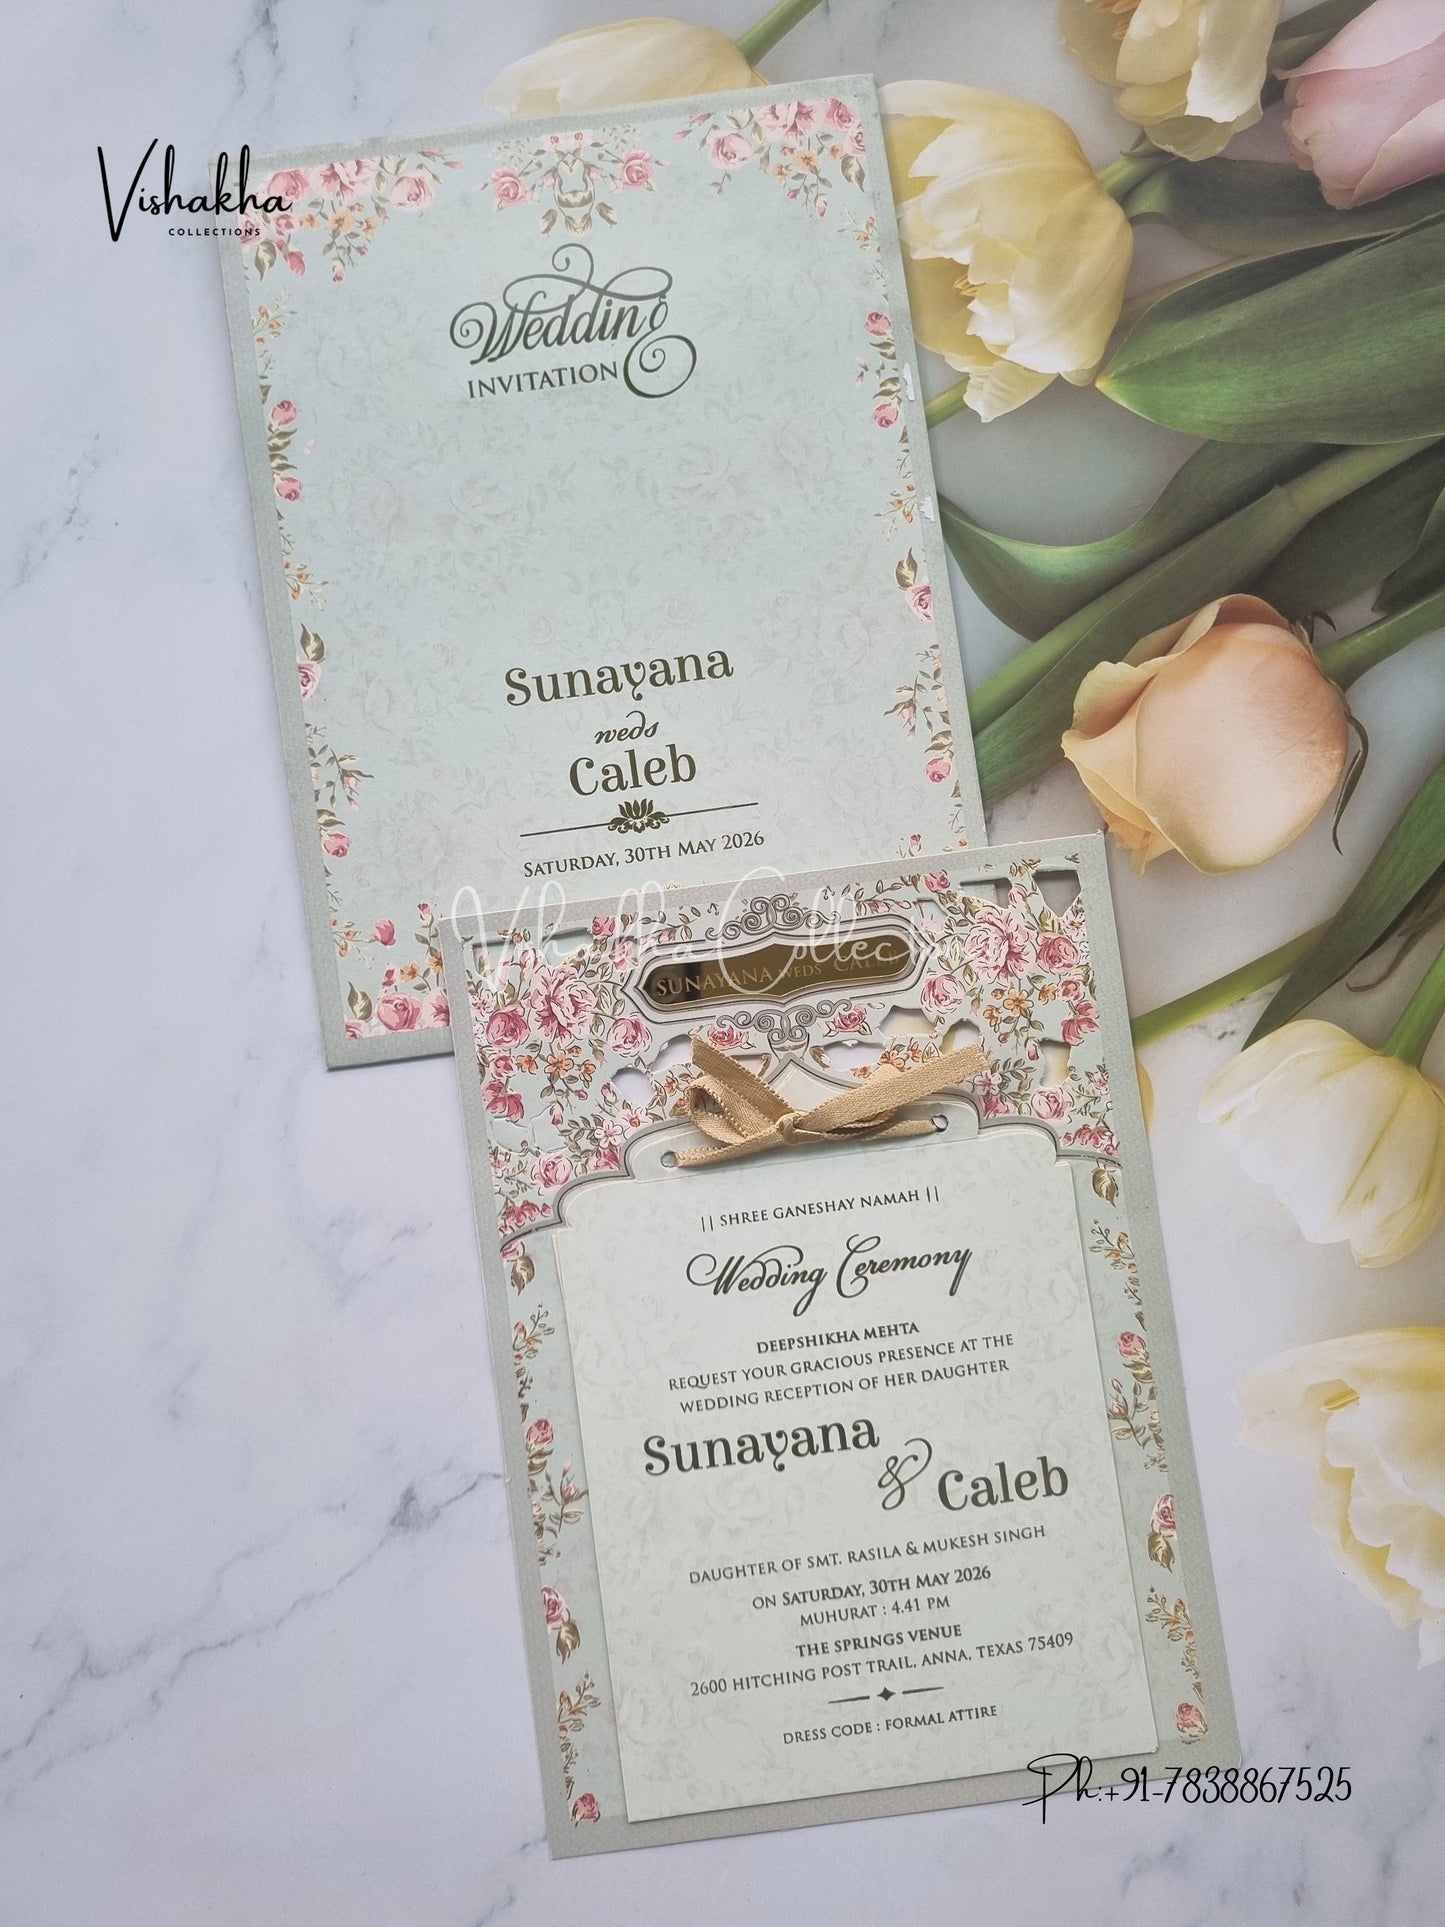 Vishakha
COLLECTIONS
Wedding
INVITATION
Sunayana
weds
Caleb
SATURDAY, 30TH MAY 2026
Vishakha Collections
SUNAYANA WEDS CALEB
|| SHREE GANESHAY NAMAH ||
Wedding Ceremony
DEEPSHIKHA MEHTA
REQUEST YOUR GRACIOUS PRESENCE AT THE
WEDDING RECEPTION OF HER DAUGHTER
Sunayana
&
Caleb
DAUGHTER OF SMT. RASILA & MUKESH SINGH
ON SATURDAY, 30TH MAY 2026
MUHURAT : 4.41 PM
THE SPRINGS VENUE
2600 HITCHING POST TRAIL, ANNA, TEXAS 75409
DRESS CODE : FORMAL ATTIRE
Ph:+91-7838867525